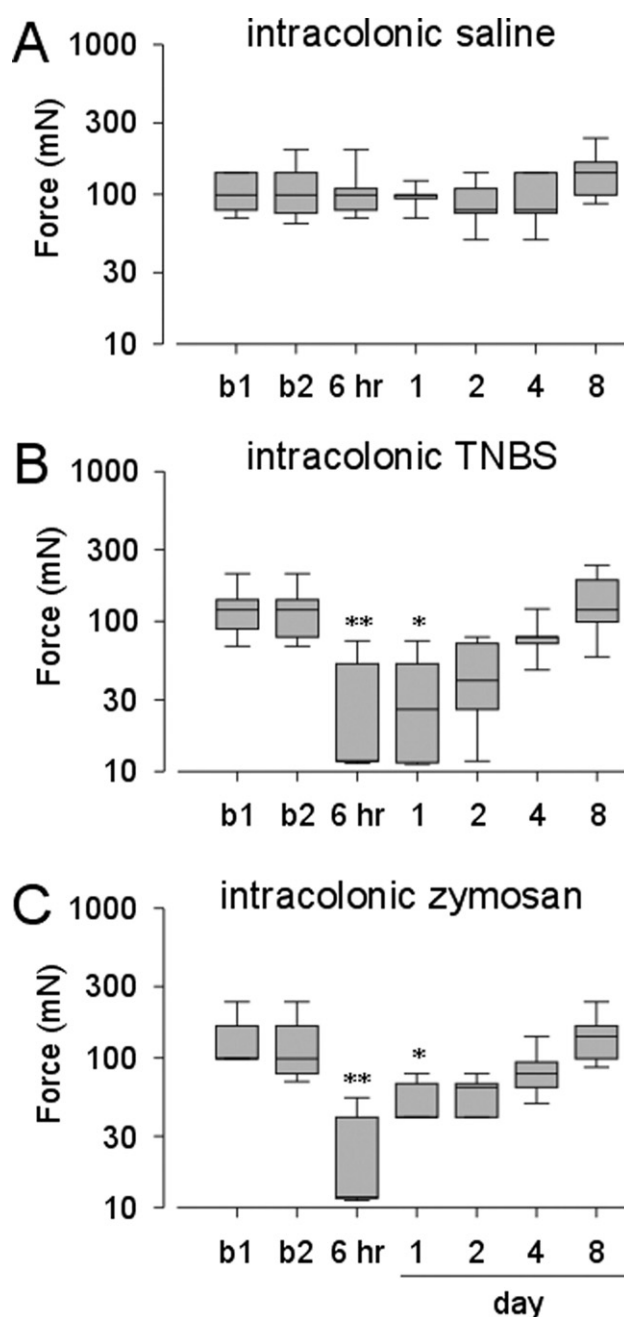 A intracolonic saline
1000
300
100
30
10
Force (mN)
b1 b2 6 hr 1 2 4 8
B intracolonic TNBS
1000
300
100
30
10
Force (mN)
** *
b1 b2 6 hr 1 2 4 8
C intracolonic zymosan
1000
300
100
30
10
Force (mN)
** *
b1 b2 6 hr 1 2 4 8
day